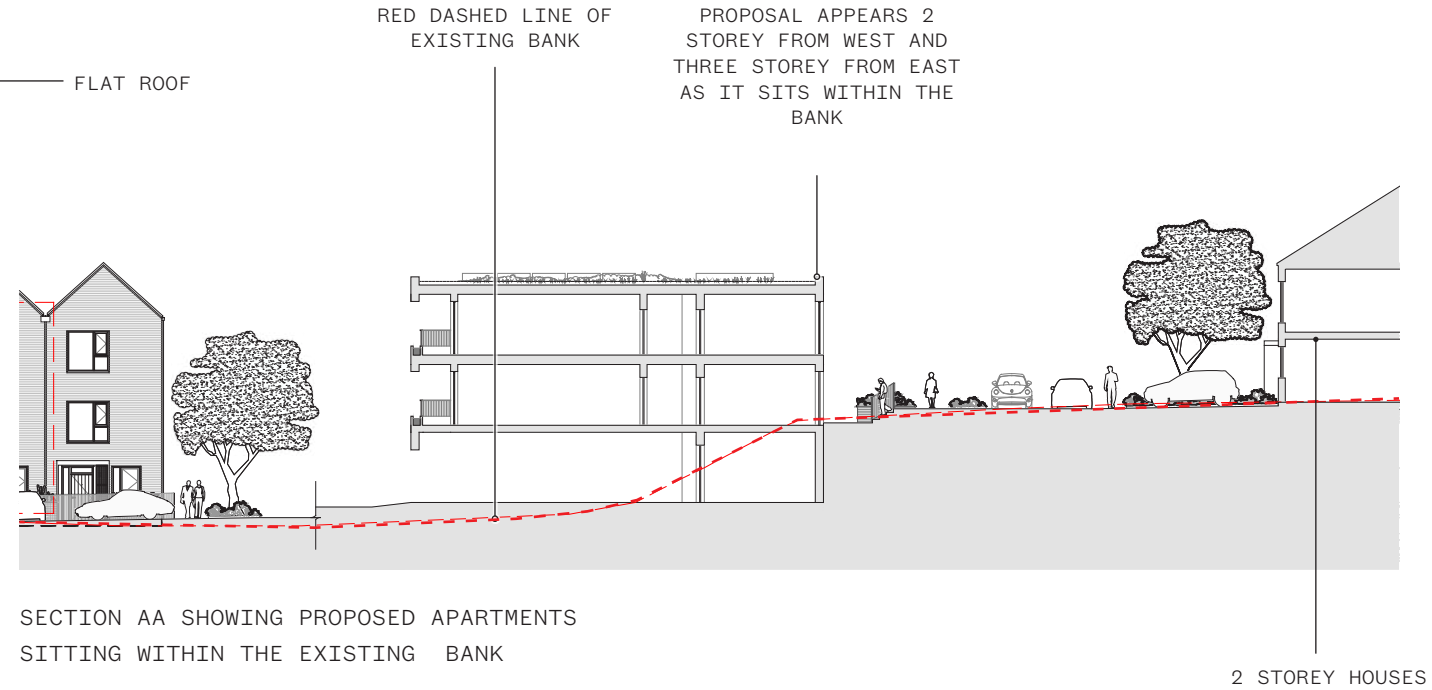 RED DASHED LINE OF
EXISTING BANK
PROPOSAL APPEARS 2
STOREY FROM WEST AND
THREE STOREY FROM EAST
AS IT SITS WITHIN THE
BANK
FLAT ROOF
SECTION AA SHOWING PROPOSED APARTMENTS
SITTING WITHIN THE EXISTING BANK
2 STOREY HOUSES